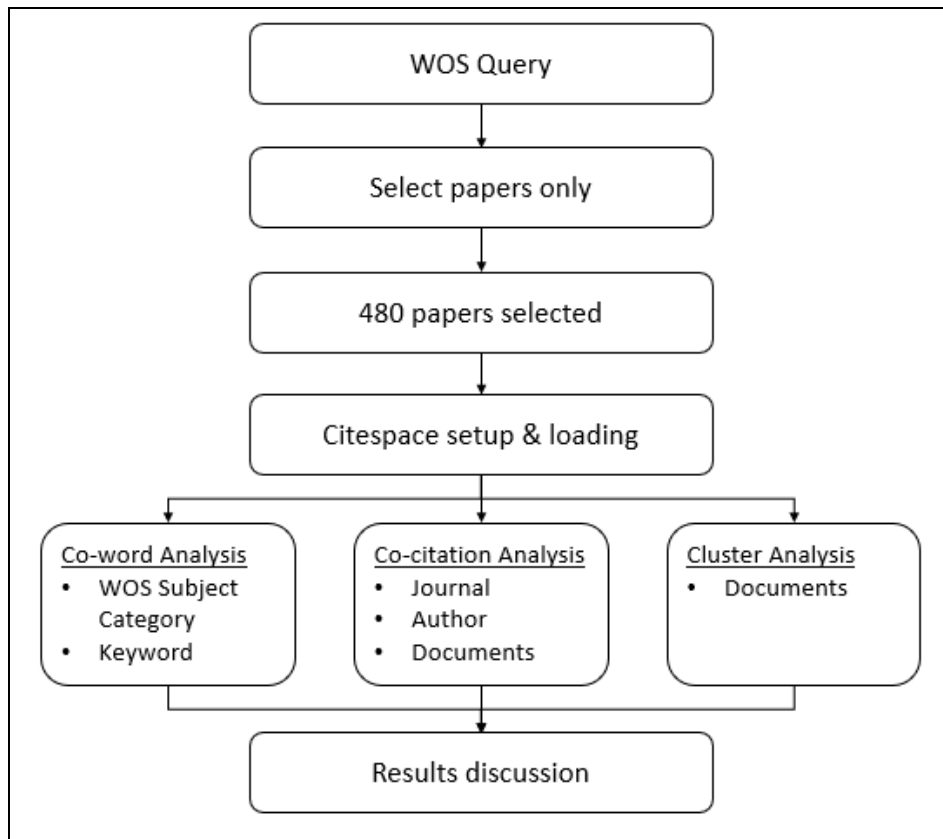 WOS Query
Select papers only
480 papers selected
Citespace setup & loading
Co-word Analysis
• WOS Subject
Category
• Keyword
Co-citation Analysis
• Journal
• Author
• Documents
Cluster Analysis
• Documents
Results discussion